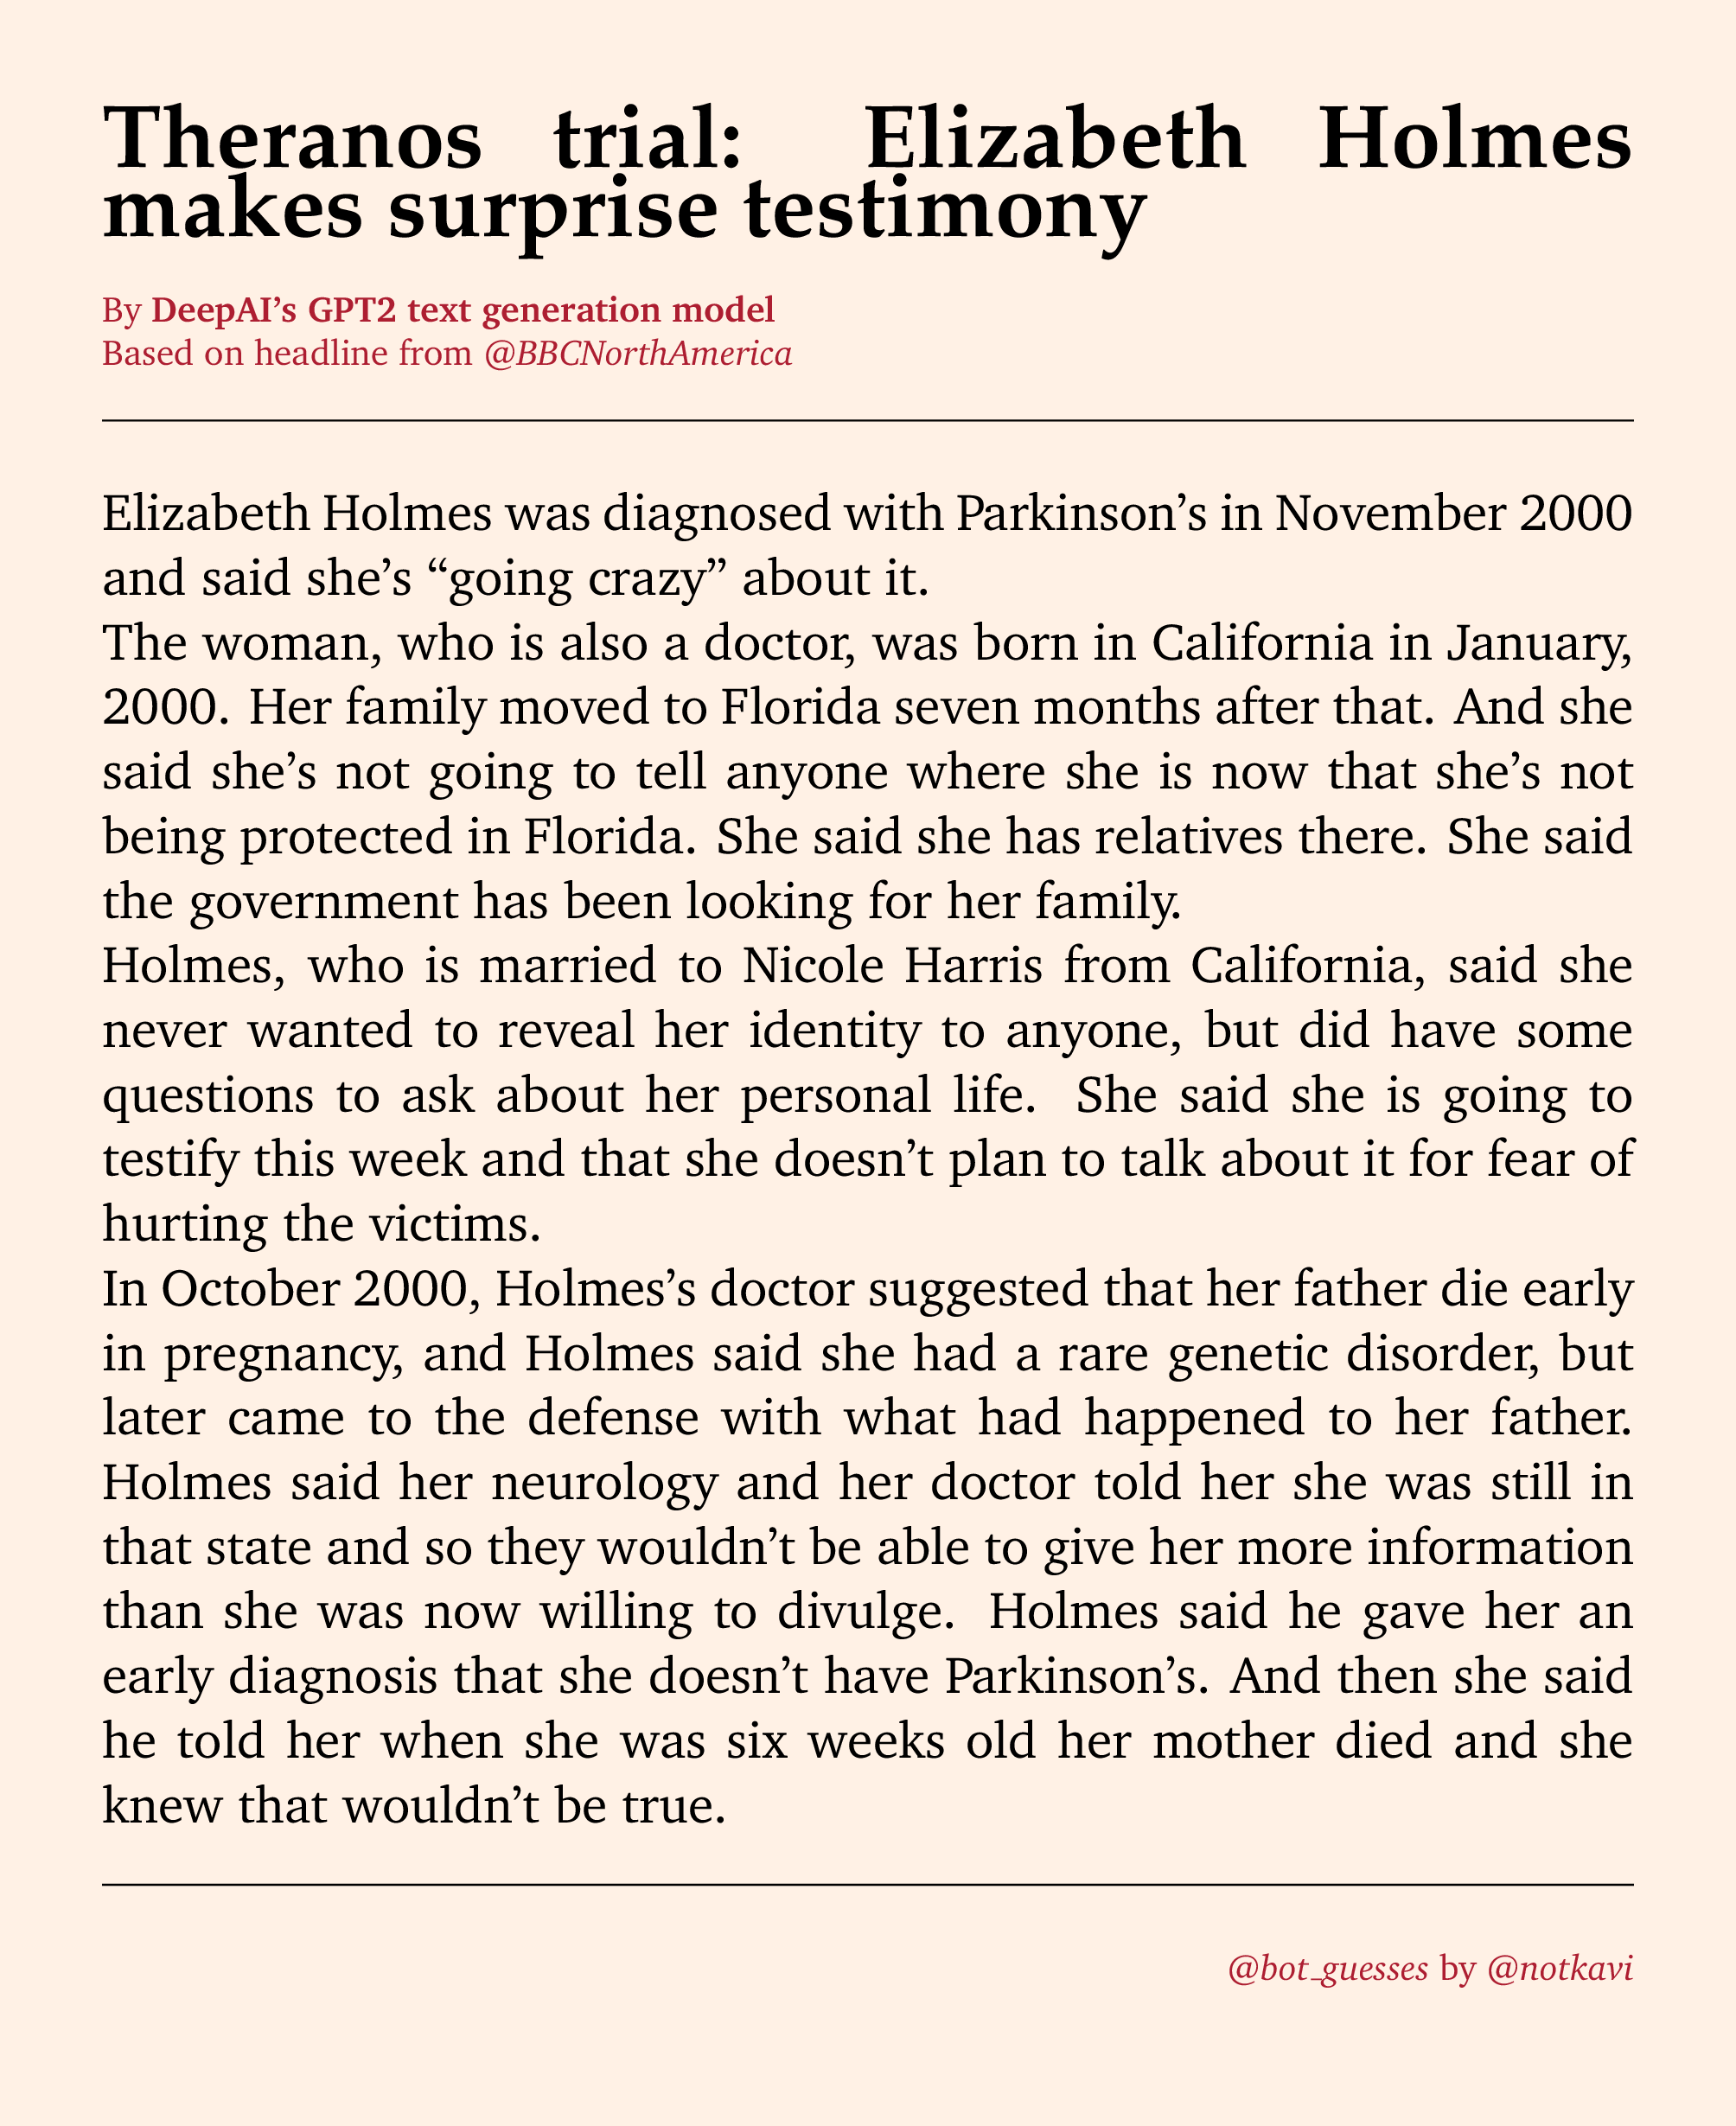 Theranos trial: Elizabeth Holmes
makes surprise testimony
By DeepAI’s GPT2 text generation model
Based on headline from @BBCNorthAmerica
Elizabeth Holmes was diagnosed with Parkinson’s in November 2000
and said she’s “going crazy” about it.
The woman, who is also a doctor, was born in California in January,
2000. Her family moved to Florida seven months after that. And she
said she’s not going to tell anyone where she is now that she’s not
being protected in Florida. She said she has relatives there. She said
the government has been looking for her family.
Holmes, who is married to Nicole Harris from California, said she
never wanted to reveal her identity to anyone, but did have some
questions to ask about her personal life. She said she is going to
testify this week and that she doesn’t plan to talk about it for fear of
hurting the victims.
In October 2000, Holmes’s doctor suggested that her father die early
in pregnancy, and Holmes said she had a rare genetic disorder, but
later came to the defense with what had happened to her father.
Holmes said her neurology and her doctor told her she was still in
that state and so they wouldn’t be able to give her more information
than she was now willing to divulge. Holmes said he gave her an
early diagnosis that she doesn’t have Parkinson’s. And then she said
he told her when she was six weeks old her mother died and she
knew that wouldn’t be true.
@bot_guesses by @notkavi